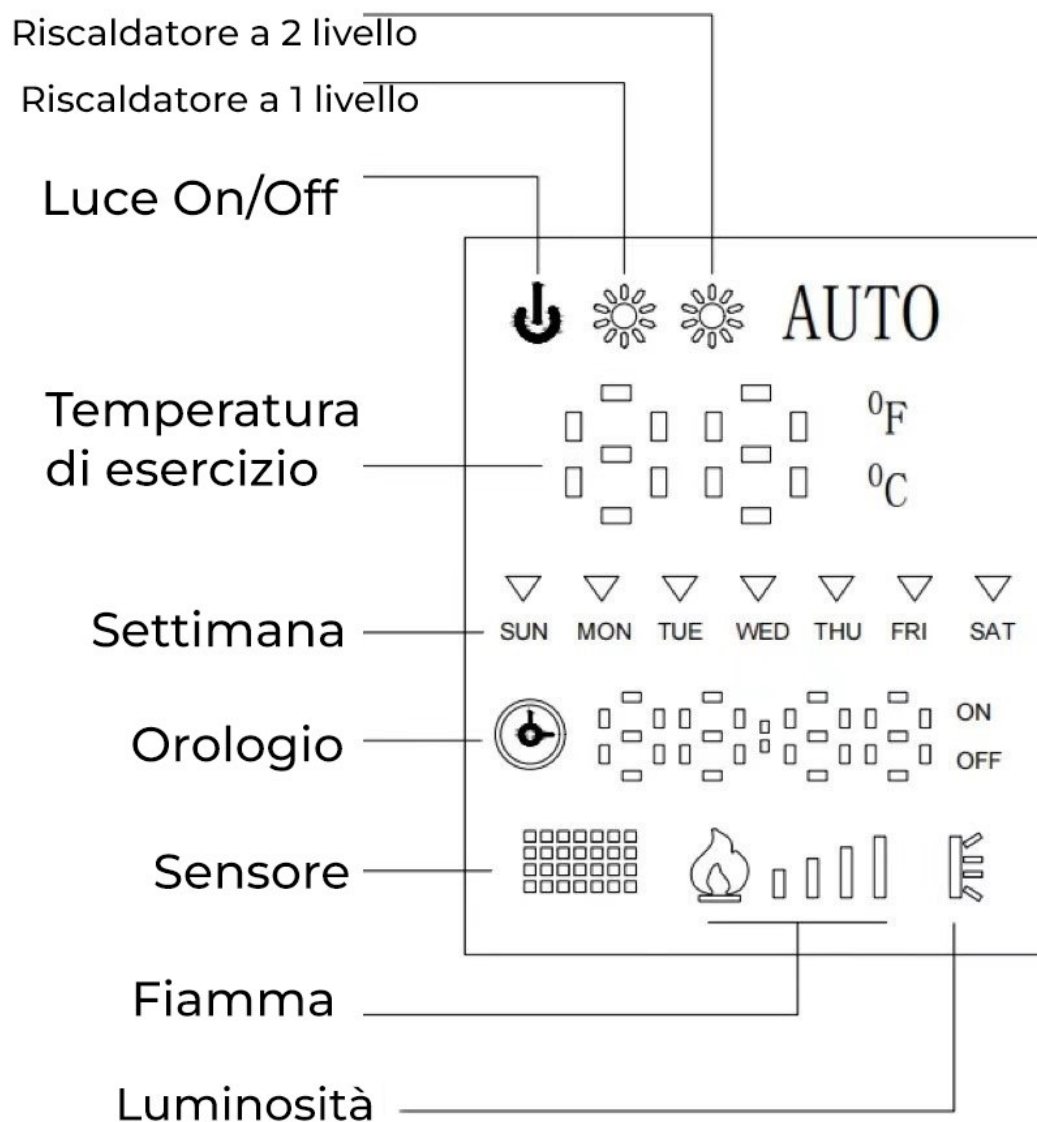 Riscaldatore a 2 livello
Riscaldatore a 1 livello
Luce On/Off
AUTO
Temperatura
di esercizio
⁰F
⁰C
Settimana
SUN MON TUE WED THU FRI SAT
Orologio
ON
OFF
Sensore
Fiamma
Luminosità